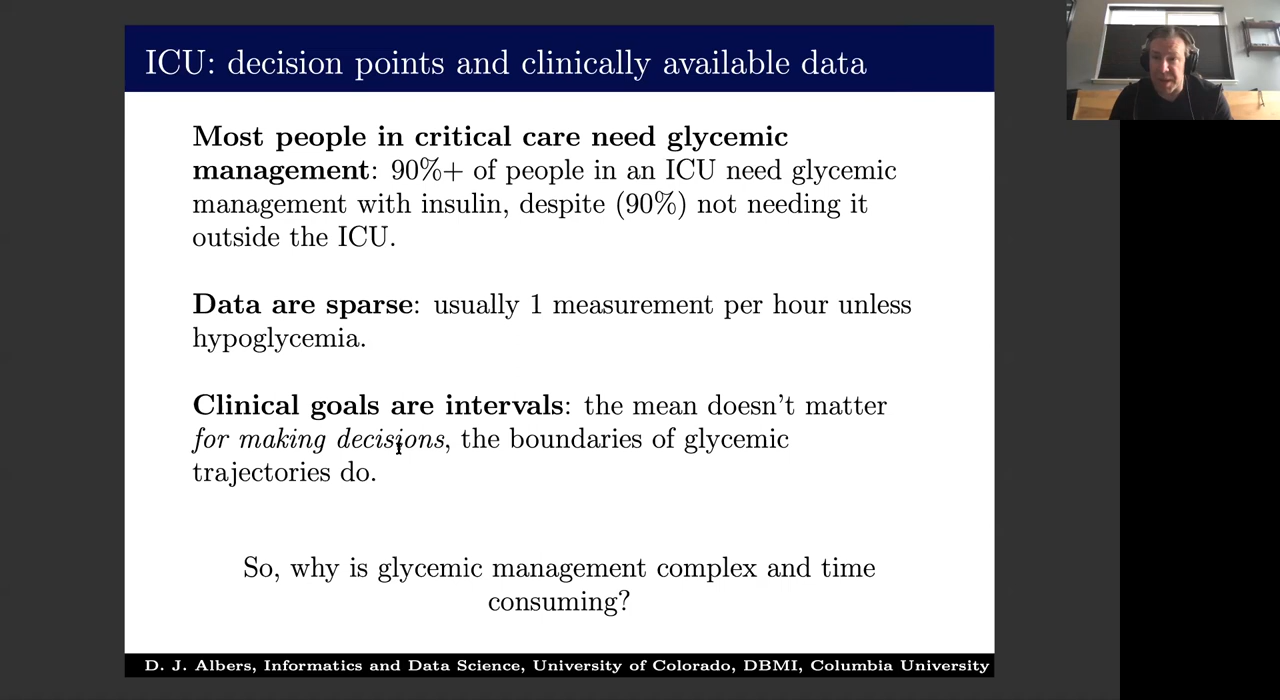 ICU: decision points and clinically available data
Most people in critical care need glycemic
management: 90%+ of people in an ICU need glycemic
management with insulin, despite (90%) not needing it
outside the ICU.
Data are sparse: usually 1 measurement per hour unless
hypoglycemia.
Clinical goals are intervals: the mean doesn't matter
for making decisions, the boundaries of glycemic
trajectories do.
So, why is glycemic management complex and time
consuming?
D. J. Albers, Informatics and Data Science, University of Colorado, DBMI, Columbia University